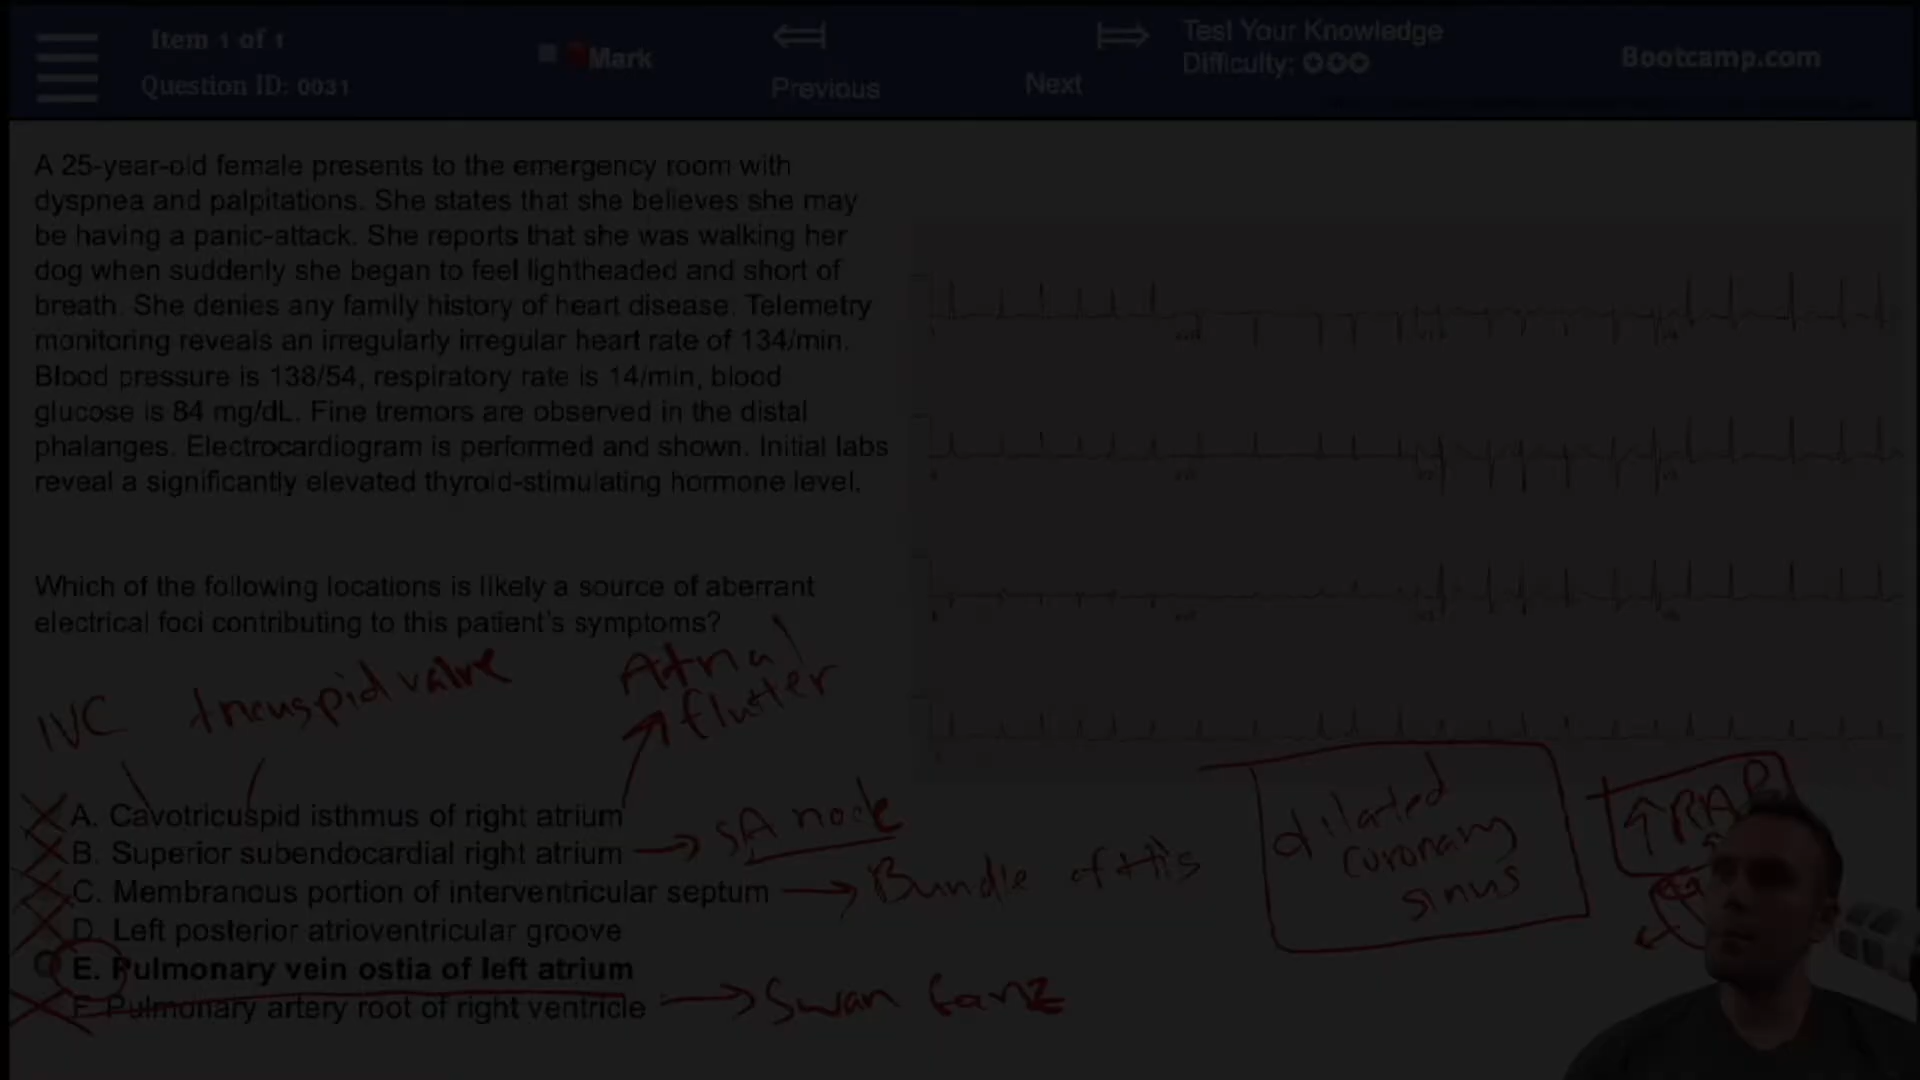 Item 1 of 1
Question ID: 0031
Mark
Previous
Next
Test Your Knowledge
Difficulty:
Bootcamp.com
A 25-year-old female presents to the emergency room with
dyspnea and palpitations. She states that she believes she may
be having a panic-attack. She reports that she was walking her
dog when suddenly she began to feel lightheaded and short of
breath. She denies any family history of heart disease. Telemetry
monitoring reveals an irregularly irregular heart rate of 134/min.
Blood pressure is 138/54, respiratory rate is 14/min, blood
glucose is 84 mg/dL. Fine tremors are observed in the distal
phalanges. Electrocardiogram is performed and shown. Initial labs
reveal a significantly elevated thyroid-stimulating hormone level.
Which of the following locations is likely a source of aberrant
electrical foci contributing to this patient's symptoms?
IVC tricuspid valve
Atrial
flutter
A. Cavotricuspid isthmus of right atrium
B. Superior subendocardial right atrium → SA node
C. Membranous portion of interventricular septum → Bundle of His
D. Left posterior atrioventricular groove
E. Pulmonary vein ostia of left atrium
F. Pulmonary artery root of right ventricle → Swan Ganz
dilated
coronary
sinus
↑RAP